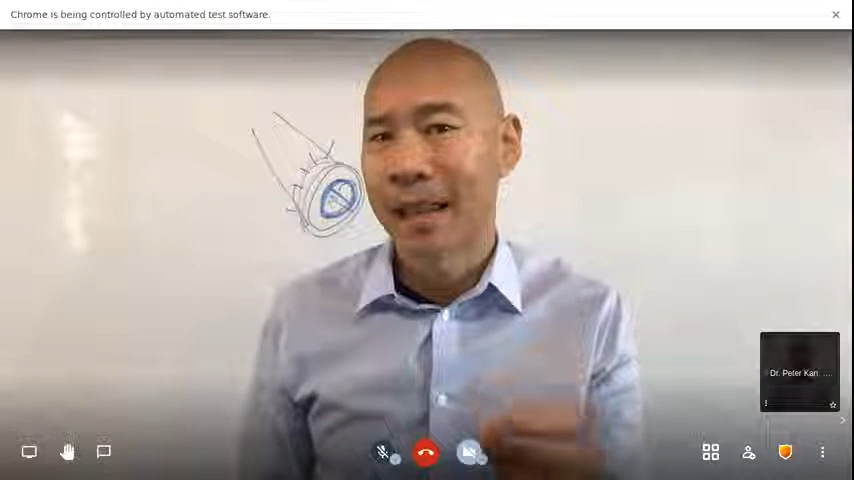 Chrome is being controlled by automated test software.
Dr. Peter Kan. ...